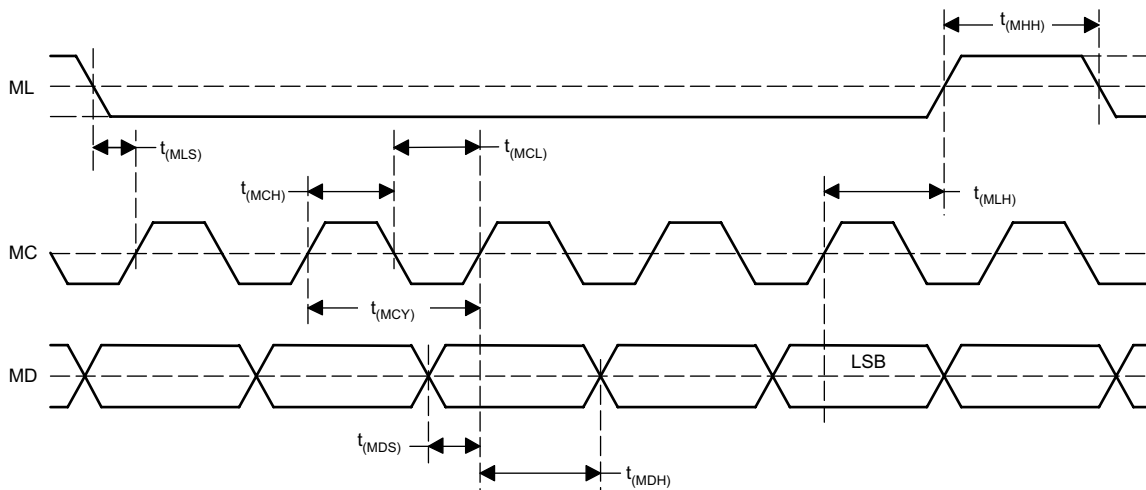 t(MHH)
ML
t(MLS)
t(MCL)
t(MCH)
t(MLH)
MC
t(MCY)
LSB
MD
t(MDS)
t(MDH)